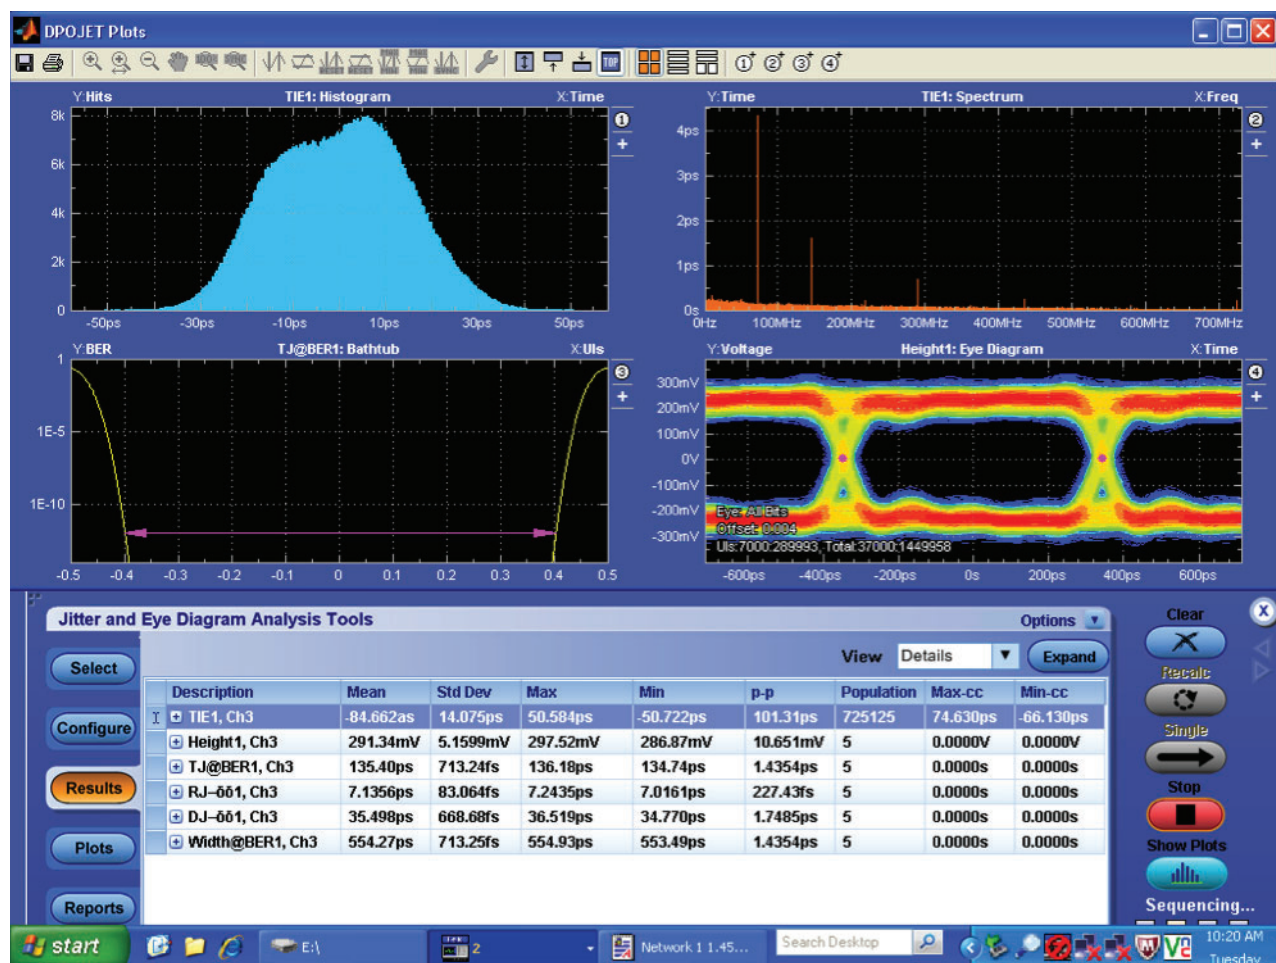 DPOJET Plots
TOP
Y:Hits TIE1: Histogram X:Time
8k
6k
4k
2k
0
-50ps -30ps -10ps 10ps 30ps 50ps
1
+
Y:Time TIE1: Spectrum X:Freq
4ps
3ps
2ps
1ps
0s
0Hz 100MHz 200MHz 300MHz 400MHz 500MHz 600MHz 700MHz
2
+
Y:BER TJ@BER1: Bathtub X:UIs
1
1E-5
1E-10
-0.5 -0.4 -0.3 -0.2 -0.1 0 0.1 0.2 0.3 0.4 0.5
3
+
Y:Voltage Height1: Eye Diagram X:Time
300mV
200mV
100mV
0V
-100mV
-200mV
-300mV
Eye: All Bits
Offset: 0.004
UIs:7000:289993, Total:37000:1449958
-600ps -400ps -200ps 0s 200ps 400ps 600ps
4
+
Jitter and Eye Diagram Analysis Tools Options
View Details Expand
Select
Configure
Results
Plots
Reports
Description Mean Std Dev Max Min p-p Population Max-cc Min-cc
TIE1, Ch3 -84.662as 14.075ps 50.584ps -50.722ps 101.31ps 725125 74.630ps -66.130ps
Height1, Ch3 291.34mV 5.1599mV 297.52mV 286.87mV 10.651mV 5 0.0000V 0.0000V
TJ@BER1, Ch3 135.40ps 713.24fs 136.18ps 134.74ps 1.4354ps 5 0.0000s 0.0000s
RJ-δδ1, Ch3 7.1356ps 83.064fs 7.2435ps 7.0161ps 227.43fs 5 0.0000s 0.0000s
DJ-δδ1, Ch3 35.498ps 668.68fs 36.519ps 34.770ps 1.7485ps 5 0.0000s 0.0000s
Width@BER1, Ch3 554.27ps 713.25fs 554.93ps 553.49ps 1.4354ps 5 0.0000s 0.0000s
Clear
Recalc
Single
Stop
Show Plots
Sequencing...
start E:\ 2 Network 1 1.45... Search Desktop 10:20 AM
Tuesday